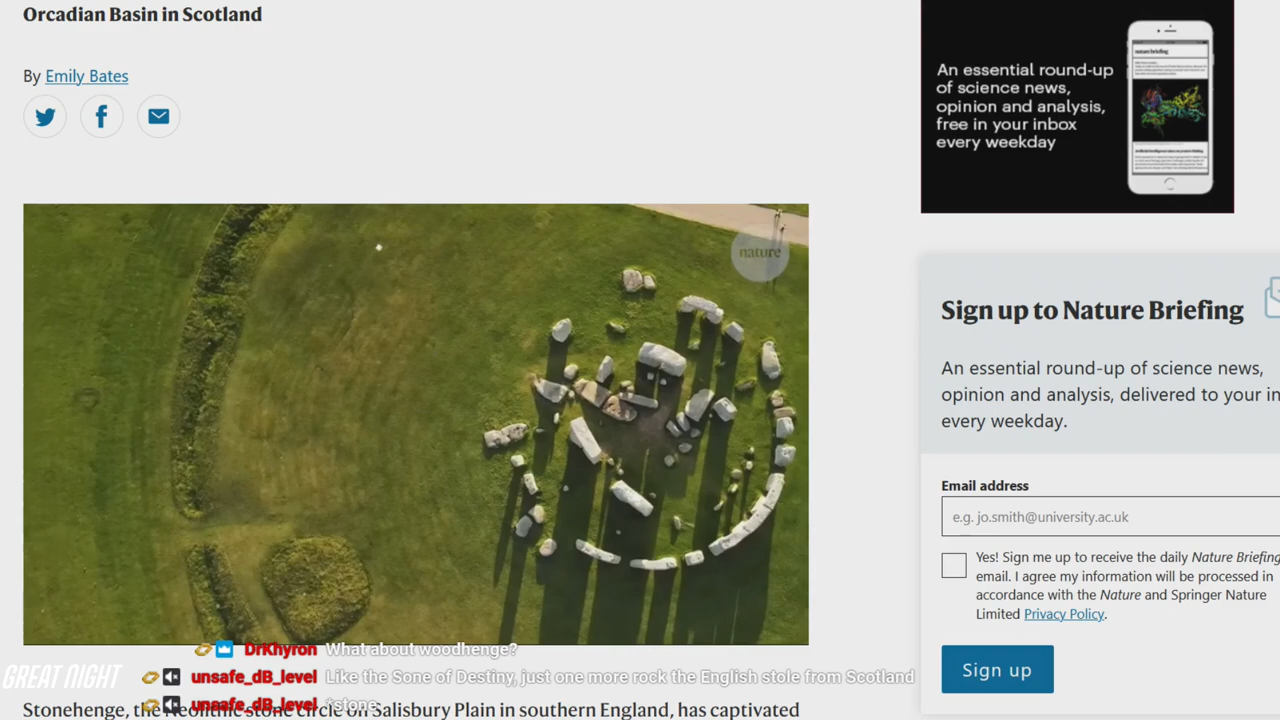 Orcadian Basin in Scotland
By Emily Bates
nature
An essential round-up
of science news,
opinion and analysis,
free in your inbox
every weekday
nature briefing
Sign up to Nature Briefing
An essential round-up of science news,
opinion and analysis, delivered to your in
every weekday.
Email address
e.g. jo.smith@university.ac.uk
Yes! Sign me up to receive the daily Nature Briefing
email. I agree my information will be processed in
accordance with the Nature and Springer Nature
Limited Privacy Policy.
Sign up
DrKhyron What about woodhenge?
unsafe_dB_level Like the Sone of Destiny, just one more rock the English stole from Scotland
unsafe_dB_level *stone
GREAT NIGHT
Stonehenge, the Neolithic stone circle on Salisbury Plain in southern England, has captivated